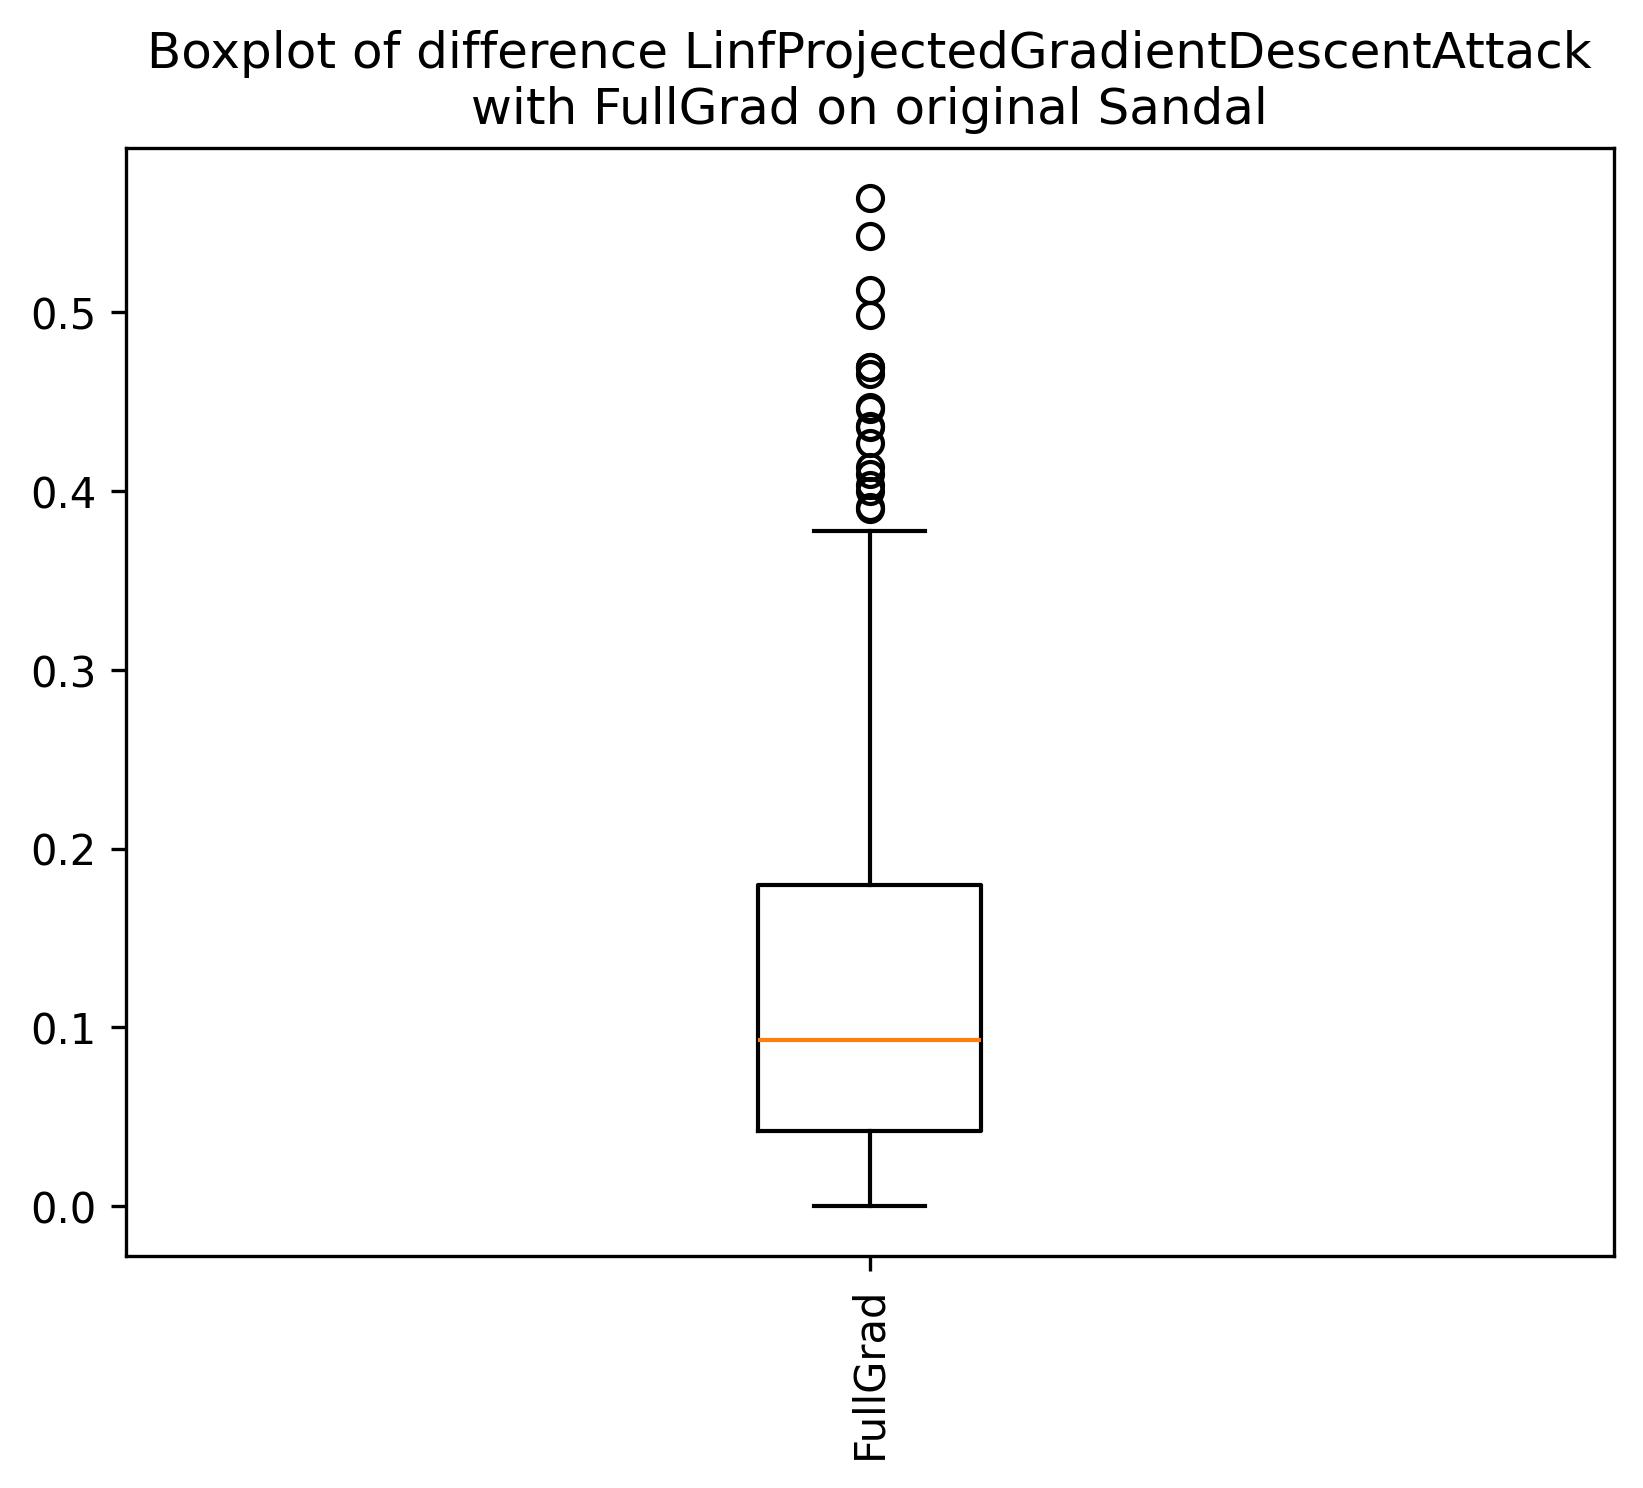 Boxplot of difference LinfProjectedGradientDescentAttack
with FullGrad on original Sandal
0.5
0.4
0.3
0.2
0.1
0.0
FullGrad